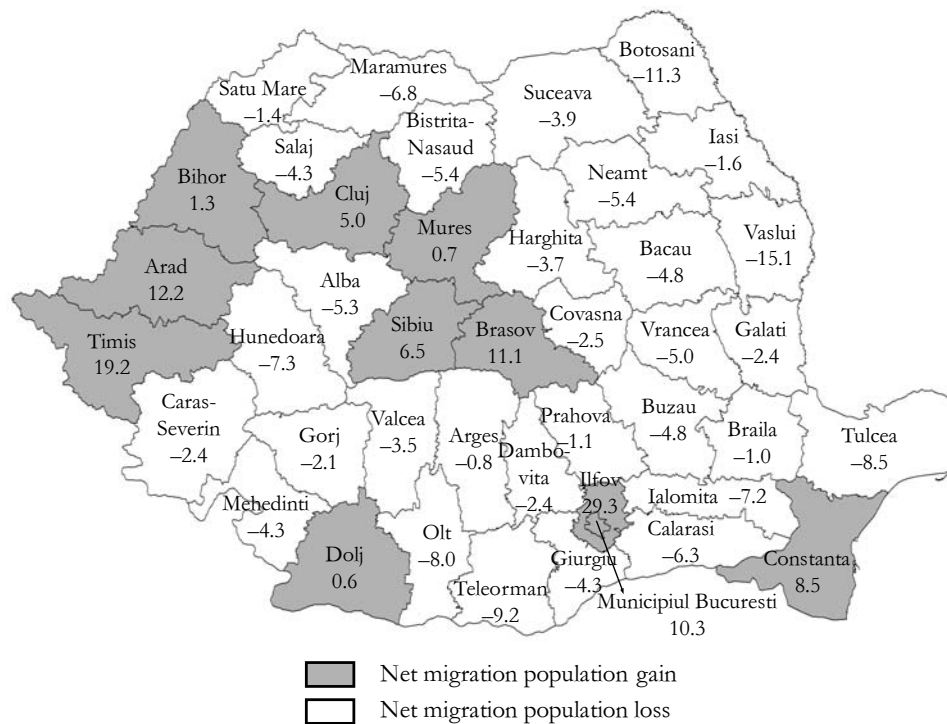 Botosani
–11.3
Maramures
–6.8
Satu Mare
–1.4
Suceava
–3.9
Bistrita-
Nasaud
–5.4
Iasi
–1.6
Salaj
–4.3
Neamt
–5.4
Bihor
1.3
Cluj
5.0
Mures
0.7
Harghita
–3.7
Bacau
–4.8
Vaslui
–15.1
Arad
12.2
Alba
–5.3
Sibiu
6.5
Brasov
11.1
Covasna
–2.5
Vrancea
–5.0
Galati
–2.4
Timis
19.2
Hunedoara
–7.3
Caras-
Severin
–2.4
Gorj
–2.1
Valcea
–3.5
Arges
–0.8
Dambo-
vita
–2.4
Prahova
–1.1
Buzau
–4.8
Braila
–1.0
Tulcea
–8.5
Ilfov
29.3
Ialomita –7.2
Mehedinti
–4.3
Dolj
0.6
Olt
–8.0
Teleorman
–9.2
Giurgiu
–4.3
Calarasi
–6.3
Constanta
8.5
Municipiul Bucuresti
10.3
Net migration population gain
Net migration population loss